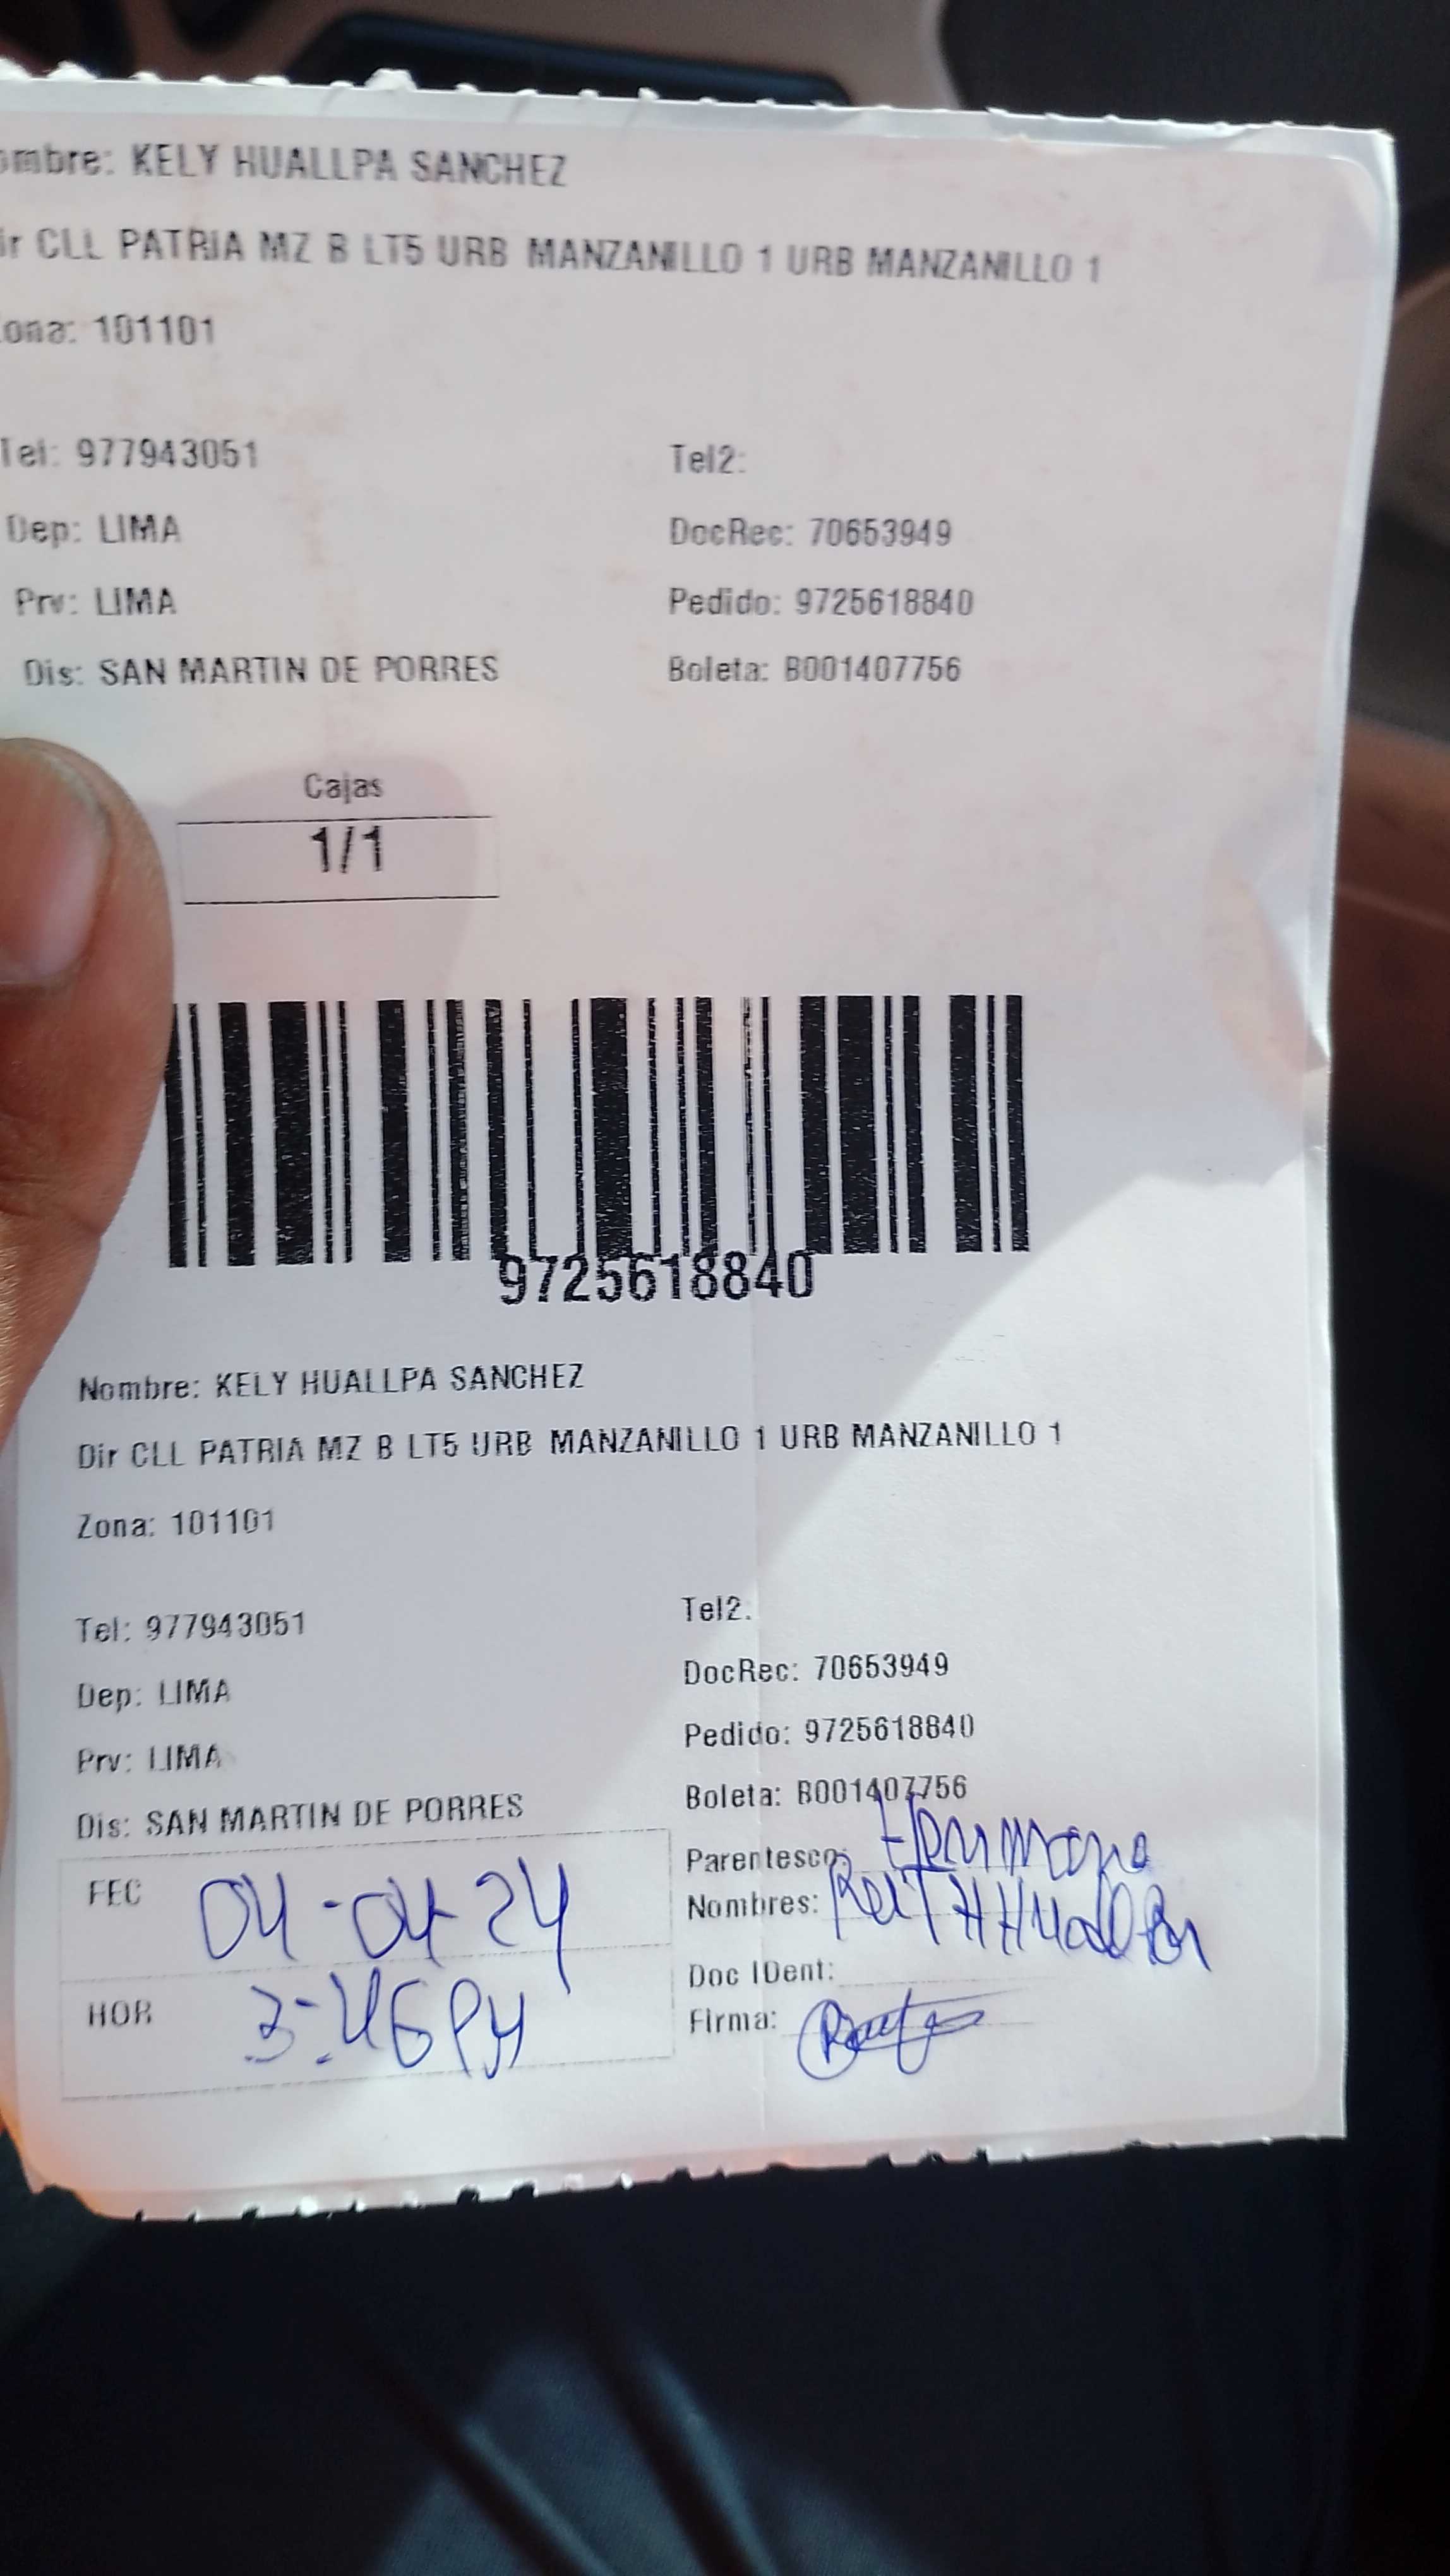 ombre: KELY HUALLPA SANCHEZ
ir CLL PATRIA MZ B LT5 URB MANZANILLO 1 URB MANZANILLO 1
ona: 101101
Tel: 977943051
Tel2:
Dep: LIMA
DocRec: 70653949
Prv: LIMA
Pedido: 9725618840
Dis: SAN MARTIN DE PORRES
Boleta: B001407756
Cajas
1/1
9725618840
Nombre: KELY HUALLPA SANCHEZ
Dir CLL PATRIA MZ B LT5 URB MANZANILLO 1 URB MANZANILLO 1
Zona: 101101
Tel: 977943051
Tel2:
Dep: LIMA
DocRec: 70653949
Prv: LIMA
Pedido: 9725618840
Dis: SAN MARTIN DE PORRES
Boleta: B001407756
FEC 04-04-24
HOR 3:46 PM
Parentesco: Hermana
Nombres:
Doc IDent:
Firma: